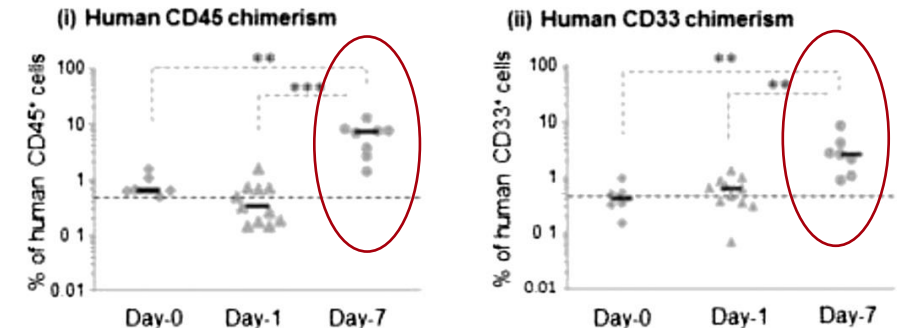 (i) Human CD45 chimerism
% of human CD45+ cells
100
10
1
0 1
0.01
**
***
Day-0 Day-1 Day-7
(ii) Human CD33 chimerism
% of human CD33+ cells
100
10
1
0 1
0.01
**
**
Day-0 Day-1 Day-7